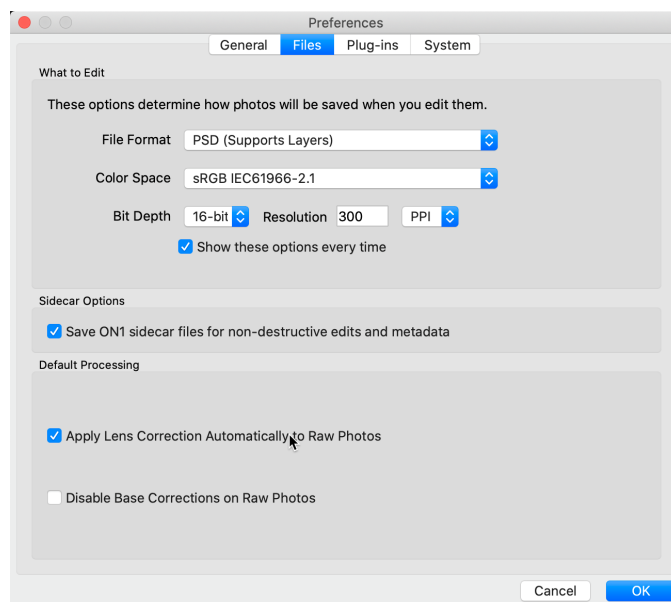 Preferences
General Files Plug-ins System
What to Edit
These options determine how photos will be saved when you edit them.
File Format PSD (Supports Layers)
Color Space sRGB IEC61966-2.1
Bit Depth 16-bit Resolution 300 PPI
Show these options every time
Sidecar Options
Save ON1 sidecar files for non-destructive edits and metadata
Default Processing
Apply Lens Correction Automatically to Raw Photos
Disable Base Corrections on Raw Photos
Cancel OK